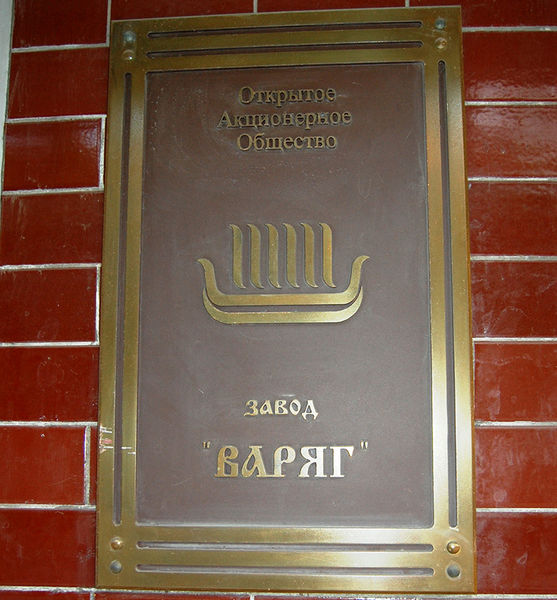 Открытое
Акционерное
Общество
ЗАВОД
"ВАРЯГ"